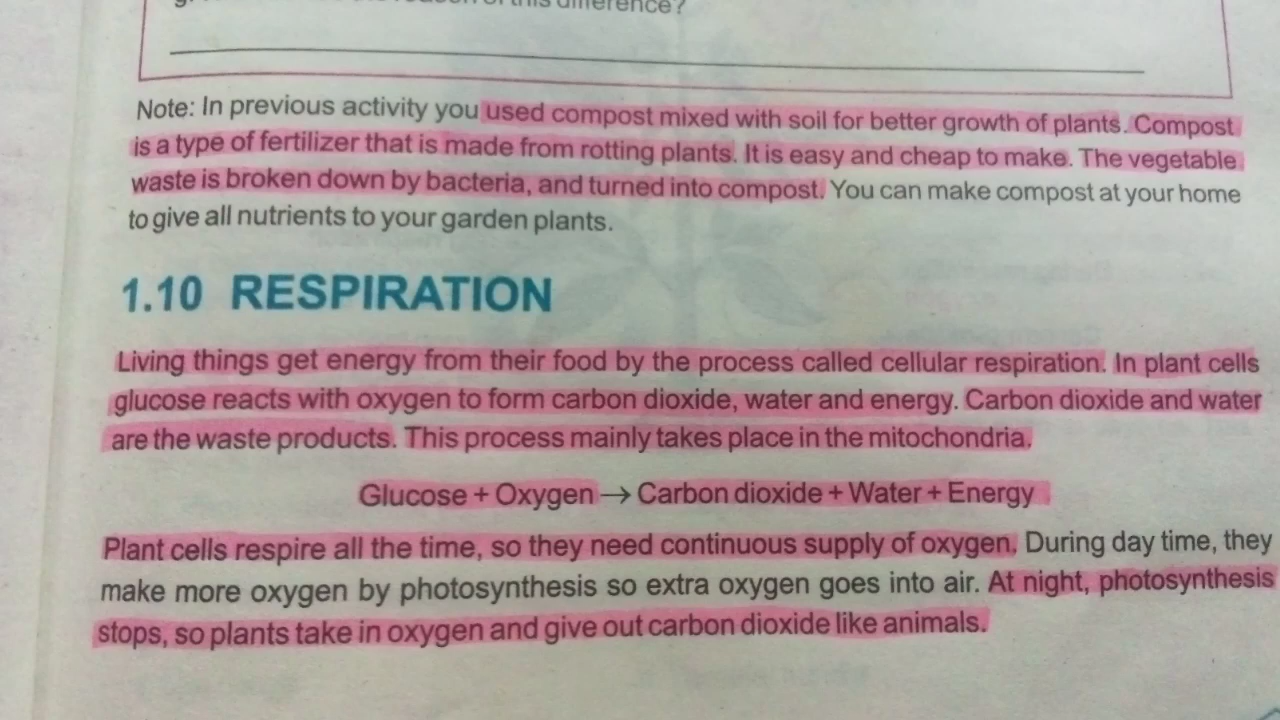 this difference?
Note: In previous activity you used compost mixed with soil for better growth of plants. Compost
is a type of fertilizer that is made from rotting plants. It is easy and cheap to make. The vegetable
waste is broken down by bacteria, and turned into compost. You can make compost at your home
to give all nutrients to your garden plants.
1.10 RESPIRATION
Living things get energy from their food by the process called cellular respiration. In plant cells
glucose reacts with oxygen to form carbon dioxide, water and energy. Carbon dioxide and water
are the waste products. This process mainly takes place in the mitochondria.
Glucose + Oxygen → Carbon dioxide + Water + Energy
Plant cells respire all the time, so they need continuous supply of oxygen. During day time, they
make more oxygen by photosynthesis so extra oxygen goes into air. At night, photosynthesis
stops, so plants take in oxygen and give out carbon dioxide like animals.